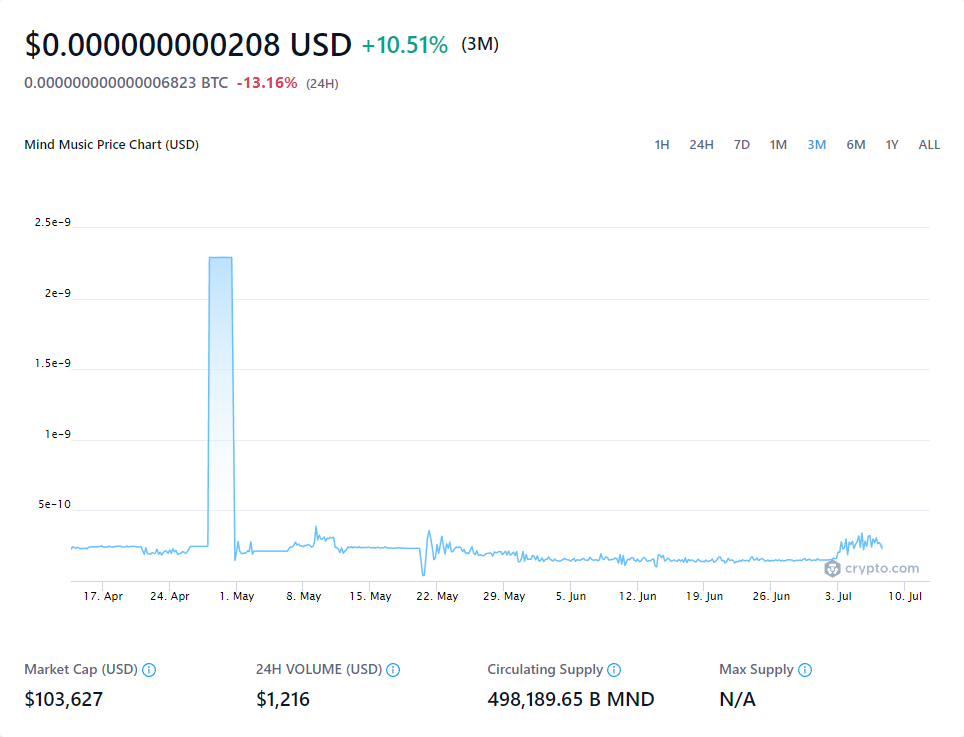 $0.000000000208 USD +10.51% (3M)
0.000000000000006823 BTC -13.16% (24H)
Mind Music Price Chart (USD) 1H 24H 7D 1M 3M 6M 1Y ALL
2.5e-9
2e-9
1.5e-9
1e-9
5e-10
crypto.com
17. Apr 24. Apr 1. May 8. May 15. May 22. May 29. May 5. Jun 12. Jun 19. Jun 26. Jun 3. Jul 10. Jul
Market Cap (USD) 24H VOLUME (USD) Circulating Supply Max Supply
$103,627 $1,216 498,189.65 B MND N/A